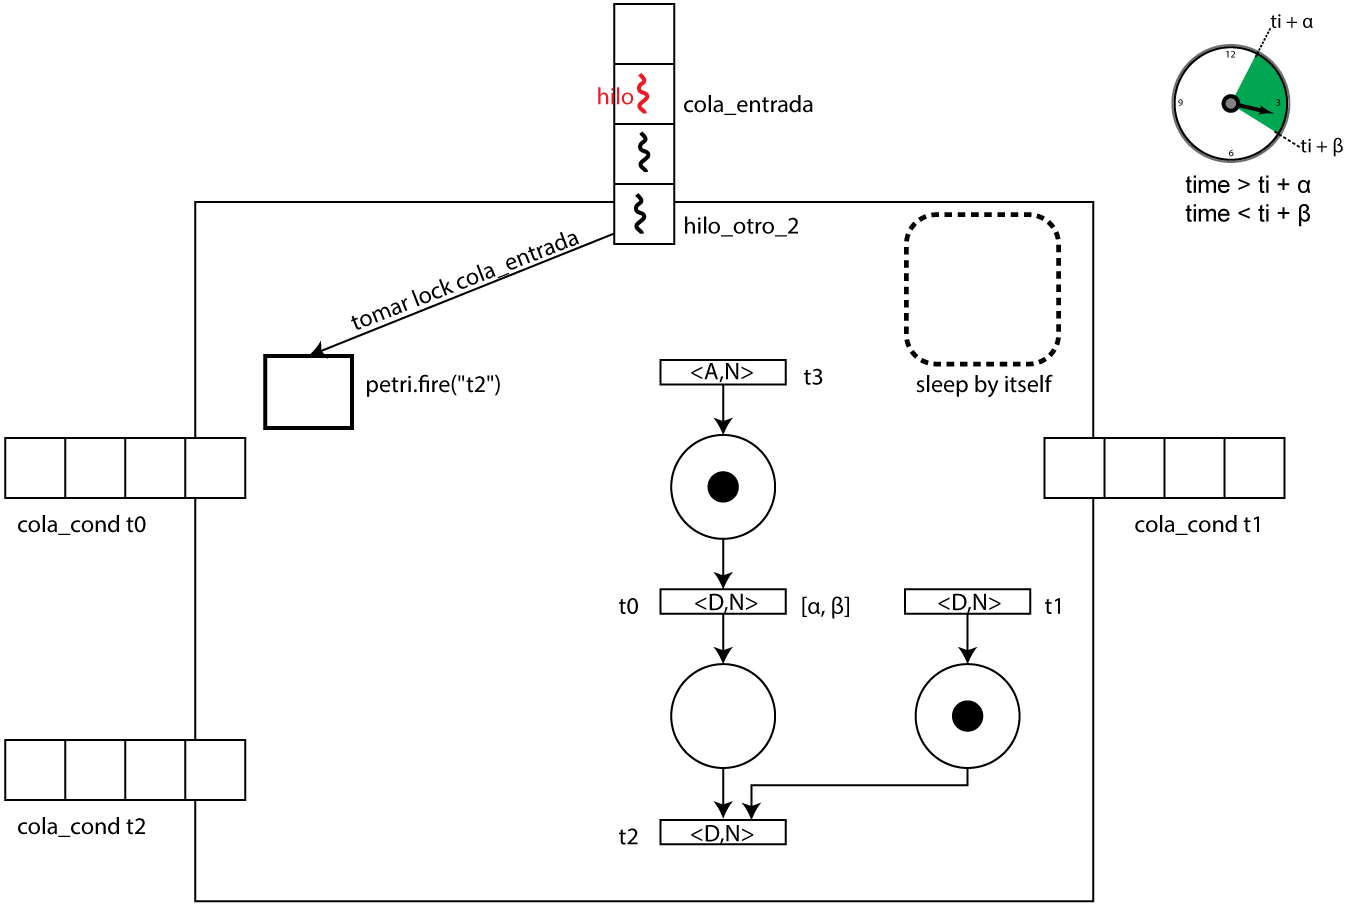 hilo
cola_entrada
hilo_otro_2
ti + α
12
9
3
6
ti + β
time > ti + α
time < ti + β
tomar lock cola_entrada
petri.fire("t2")
<A,N>
t3
sleep by itself
cola_cond t0
cola_cond t1
t0
<D,N>
[α, β]
<D,N>
t1
cola_cond t2
t2
<D,N>